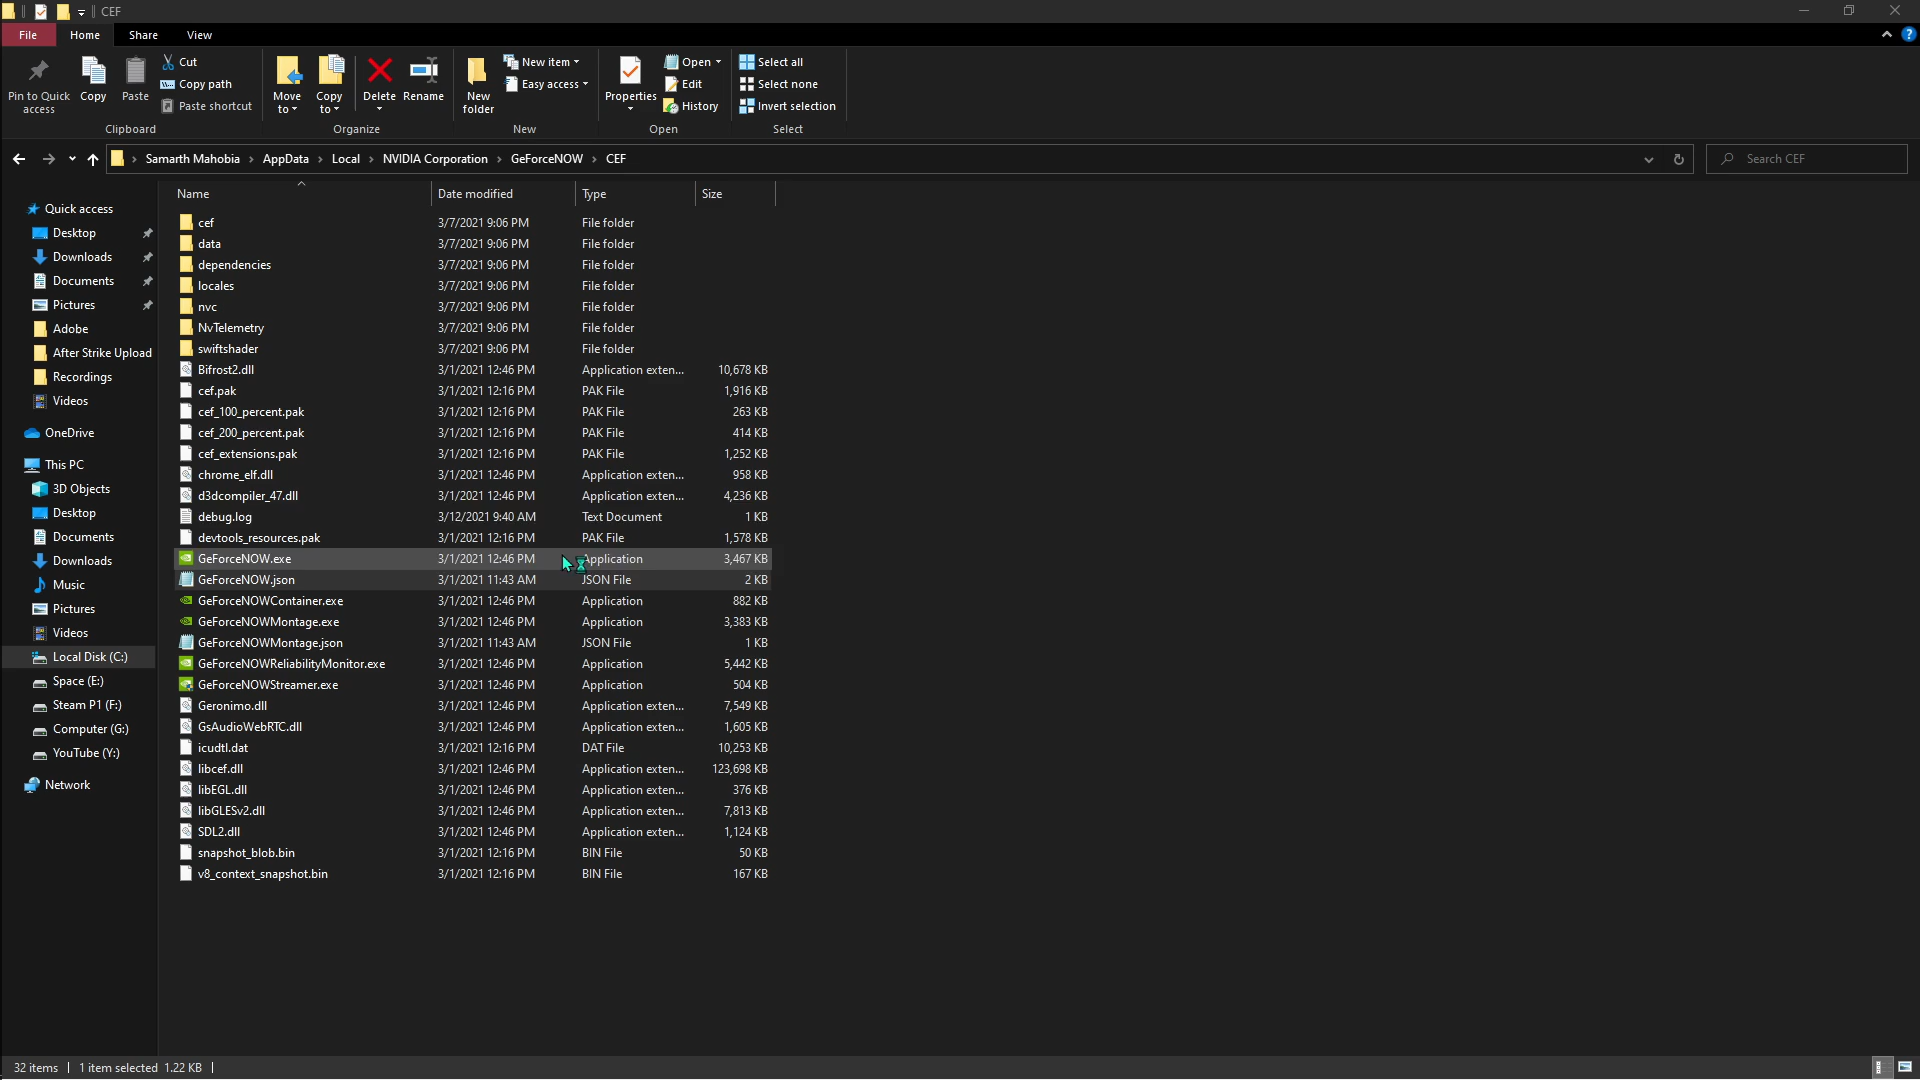 CEF
File Home Share View
Pin to Quick access
Copy
Paste
Cut
Copy path
Paste shortcut
Clipboard
Move to
Copy to
Delete
Rename
Organize
New folder
New item
Easy access
New
Properties
Open
Edit
History
Open
Select all
Select none
Invert selection
Select
Samarth Mahobia > AppData > Local > NVIDIA Corporation > GeForceNOW > CEF
Search CEF
Quick access
Desktop
Downloads
Documents
Pictures
Adobe
After Strike Upload
Recordings
Videos
OneDrive
This PC
3D Objects
Desktop
Documents
Downloads
Music
Pictures
Videos
Local Disk (C:)
Space (E:)
Steam P1 (F:)
Computer (G:)
YouTube (Y:)
Network
Name Date modified Type Size
cef 3/7/2021 9:06 PM File folder
data 3/7/2021 9:06 PM File folder
dependencies 3/7/2021 9:06 PM File folder
locales 3/7/2021 9:06 PM File folder
nvc 3/7/2021 9:06 PM File folder
NvTelemetry 3/7/2021 9:06 PM File folder
swiftshader 3/7/2021 9:06 PM File folder
Bifrost2.dll 3/1/2021 12:46 PM Application exten... 10,678 KB
cef.pak 3/1/2021 12:16 PM PAK File 1,916 KB
cef_100_percent.pak 3/1/2021 12:16 PM PAK File 263 KB
cef_200_percent.pak 3/1/2021 12:16 PM PAK File 414 KB
cef_extensions.pak 3/1/2021 12:16 PM PAK File 1,252 KB
chrome_elf.dll 3/1/2021 12:46 PM Application exten... 958 KB
d3dcompiler_47.dll 3/1/2021 12:46 PM Application exten... 4,236 KB
debug.log 3/12/2021 9:40 AM Text Document 1 KB
devtools_resources.pak 3/1/2021 12:16 PM PAK File 1,578 KB
GeForceNOW.exe 3/1/2021 12:46 PM Application 3,467 KB
GeForceNOW.json 3/1/2021 11:43 AM JSON File 2 KB
GeForceNOWContainer.exe 3/1/2021 12:46 PM Application 882 KB
GeForceNOWMontage.exe 3/1/2021 12:46 PM Application 3,383 KB
GeForceNOWMontage.json 3/1/2021 11:43 AM JSON File 1 KB
GeForceNOWReliabilityMonitor.exe 3/1/2021 12:46 PM Application 5,442 KB
GeForceNOWStreamer.exe 3/1/2021 12:46 PM Application 504 KB
Geronimo.dll 3/1/2021 12:46 PM Application exten... 7,549 KB
GsAudioWebRTC.dll 3/1/2021 12:46 PM Application exten... 1,605 KB
icudtl.dat 3/1/2021 12:16 PM DAT File 10,253 KB
libcef.dll 3/1/2021 12:46 PM Application exten... 123,698 KB
libEGL.dll 3/1/2021 12:46 PM Application exten... 376 KB
libGLESv2.dll 3/1/2021 12:46 PM Application exten... 7,813 KB
SDL2.dll 3/1/2021 12:46 PM Application exten... 1,124 KB
snapshot_blob.bin 3/1/2021 12:16 PM BIN File 50 KB
v8_context_snapshot.bin 3/1/2021 12:16 PM BIN File 167 KB
32 items 1 item selected 1.22 KB